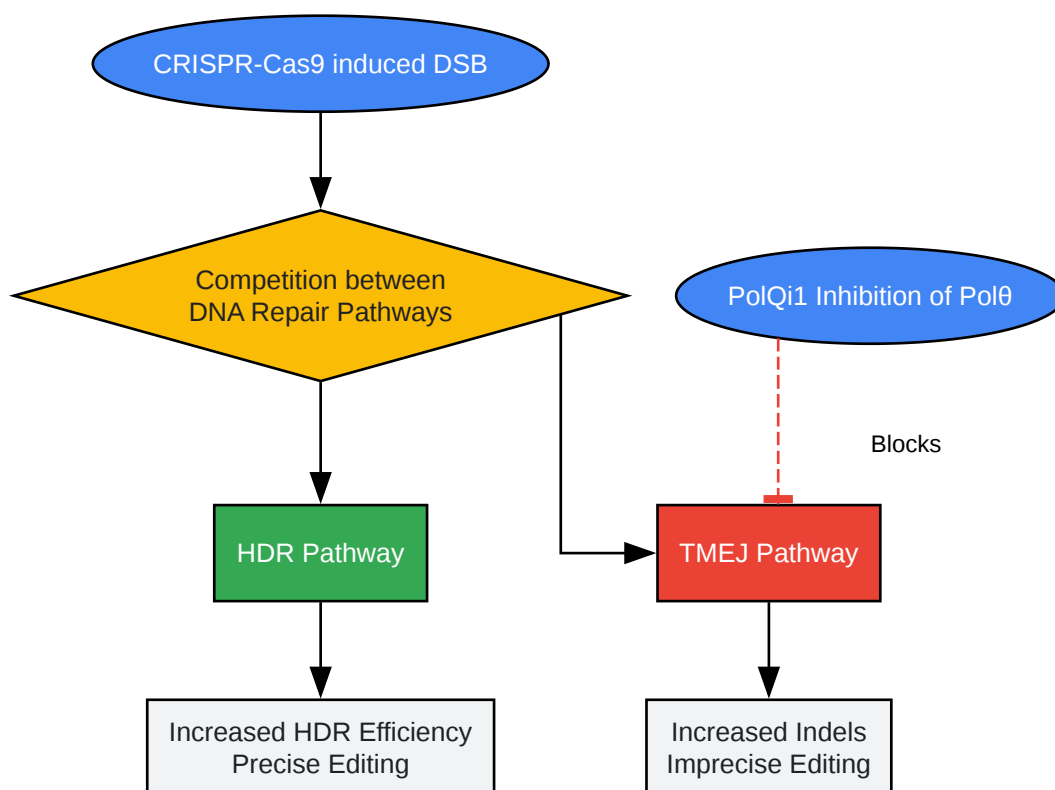 CRISPR-Cas9 induced DSB
Competition between
DNA Repair Pathways
PolQi1 Inhibition of Polθ
Blocks
HDR Pathway
TMEJ Pathway
Increased HDR Efficiency
Precise Editing
Increased Indels
Imprecise Editing